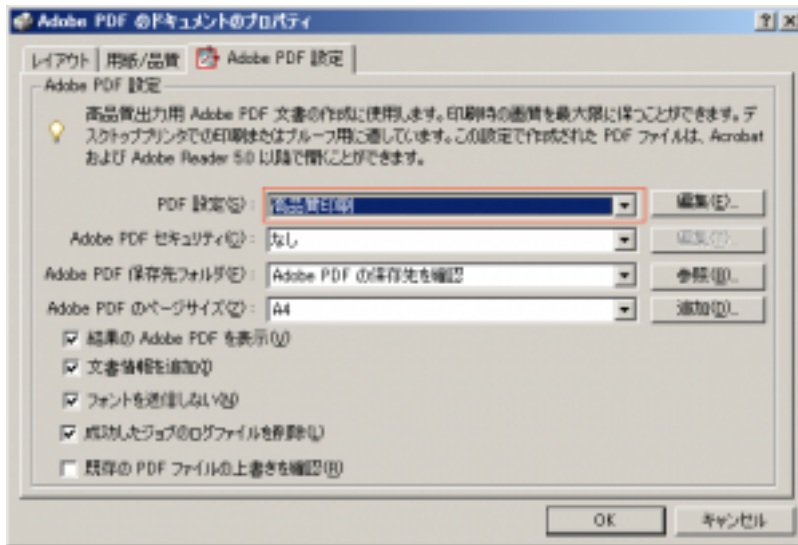 Adobe PDF のドキュメントのプロパティ
レイアウト 用紙/品質 Adobe PDF 設定
Adobe PDF 設定
高品質出力用 Adobe PDF 文書の作成に使用します。印刷時の画質を最大限に保つことができます。デ
スクトッププリンタでの印刷またはプルーフ用に適しています。この設定で作成された PDF ファイルは、Acrobat
および Adobe Reader 5.0 以降で開くことができます。
PDF 設定(S): 高品質印刷 編集(E)...
Adobe PDF セキュリティ(C): なし 編集(T)...
Adobe PDF 保存先フォルダ(F): Adobe PDF の保存先を確認 参照(B)...
Adobe PDF のページサイズ(Z): A4 追加(D)...
結果の Adobe PDF を表示(V)
文書情報を追加(I)
フォントを送信しない(N)
成功したジョブのログファイルを削除(L)
既存の PDF ファイルの上書きを確認(R)
OK キャンセル